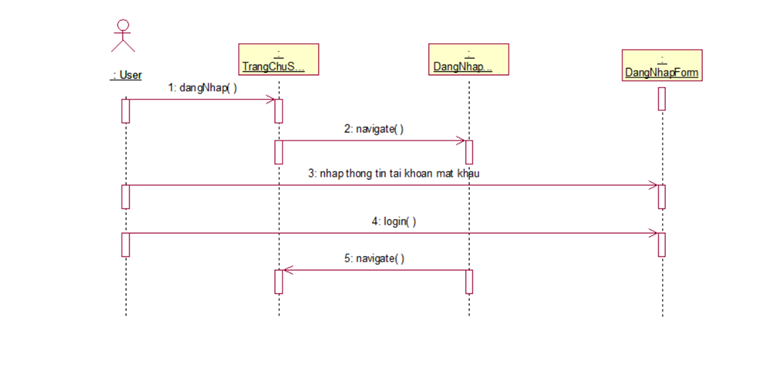 : User
:
TrangChuS...
:
DangNhap...
:
DangNhapForm
1: dangNhap( )
2: navigate( )
3: nhap thong tin tai khoan mat khau
4: login( )
5: navigate( )